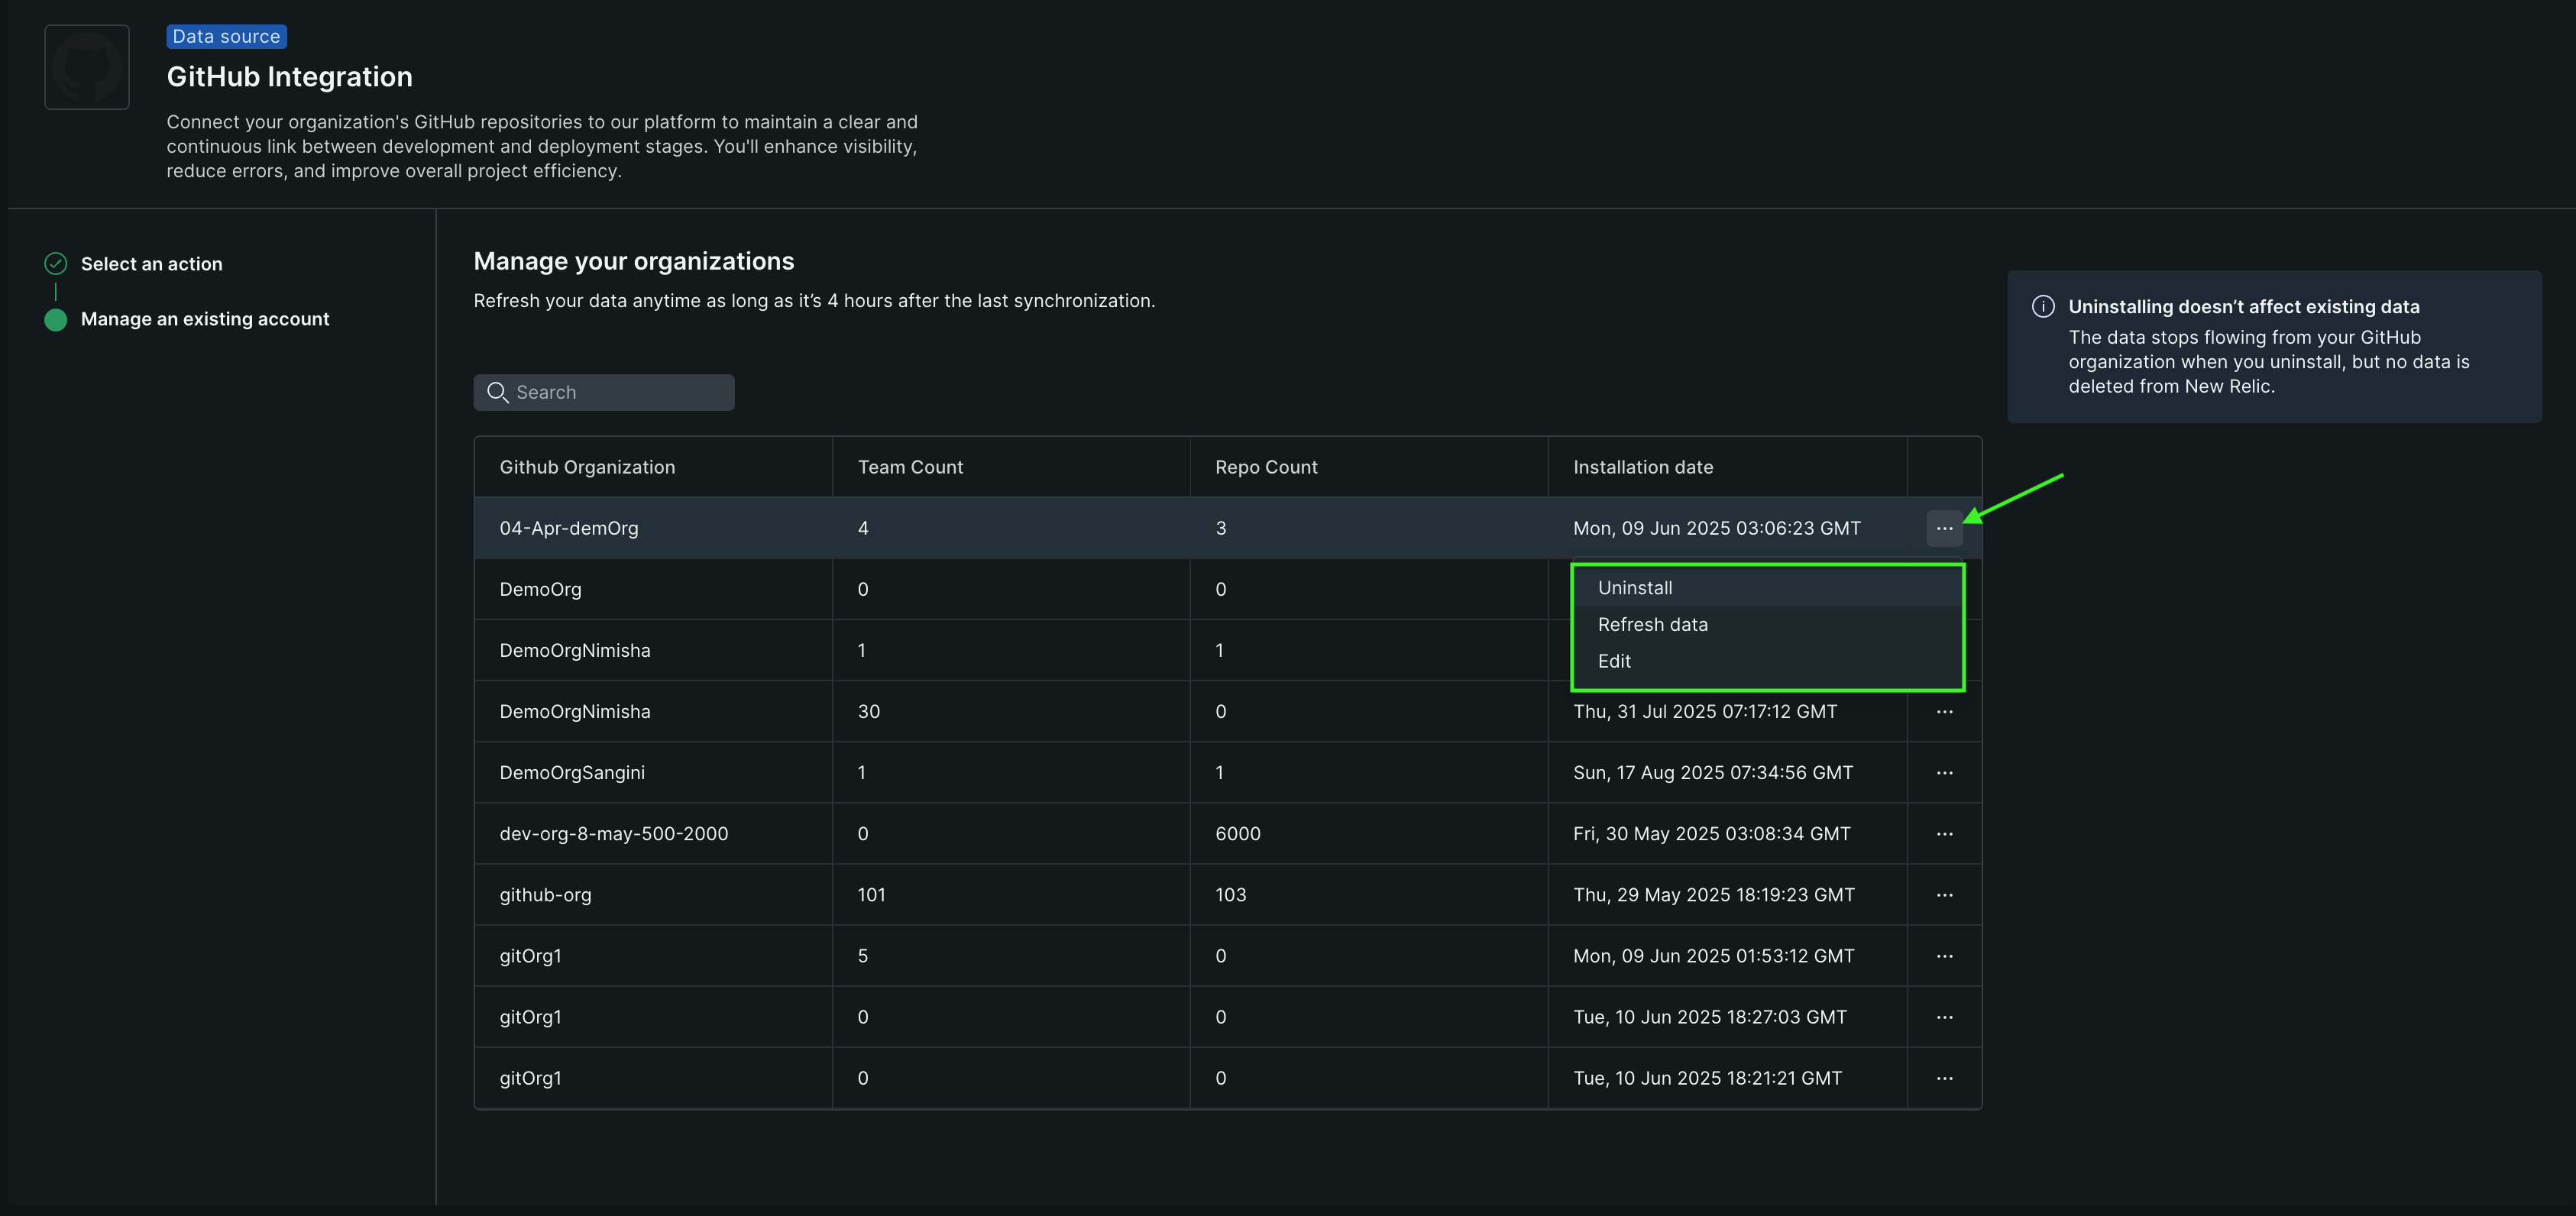 Data source
GitHub Integration
Connect your organization's GitHub repositories to our platform to maintain a clear and
continuous link between development and deployment stages. You'll enhance visibility,
reduce errors, and improve overall project efficiency.
Select an action
Manage an existing account
Manage your organizations
Refresh your data anytime as long as it’s 4 hours after the last synchronization.
Uninstalling doesn’t affect existing data
The data stops flowing from your GitHub
organization when you uninstall, but no data is
deleted from New Relic.
Search
Github Organization Team Count Repo Count Installation date
04-Apr-demOrg 4 3 Mon, 09 Jun 2025 03:06:23 GMT ...
DemoOrg 0 0
Uninstall
Refresh data
Edit
DemoOrgNimisha 1 1
DemoOrgNimisha 30 0 Thu, 31 Jul 2025 07:17:12 GMT ...
DemoOrgSangini 1 1 Sun, 17 Aug 2025 07:34:56 GMT ...
dev-org-8-may-500-2000 0 6000 Fri, 30 May 2025 03:08:34 GMT ...
github-org 101 103 Thu, 29 May 2025 18:19:23 GMT ...
gitOrg1 5 0 Mon, 09 Jun 2025 01:53:12 GMT ...
gitOrg1 0 0 Tue, 10 Jun 2025 18:27:03 GMT ...
gitOrg1 0 0 Tue, 10 Jun 2025 18:21:21 GMT ...